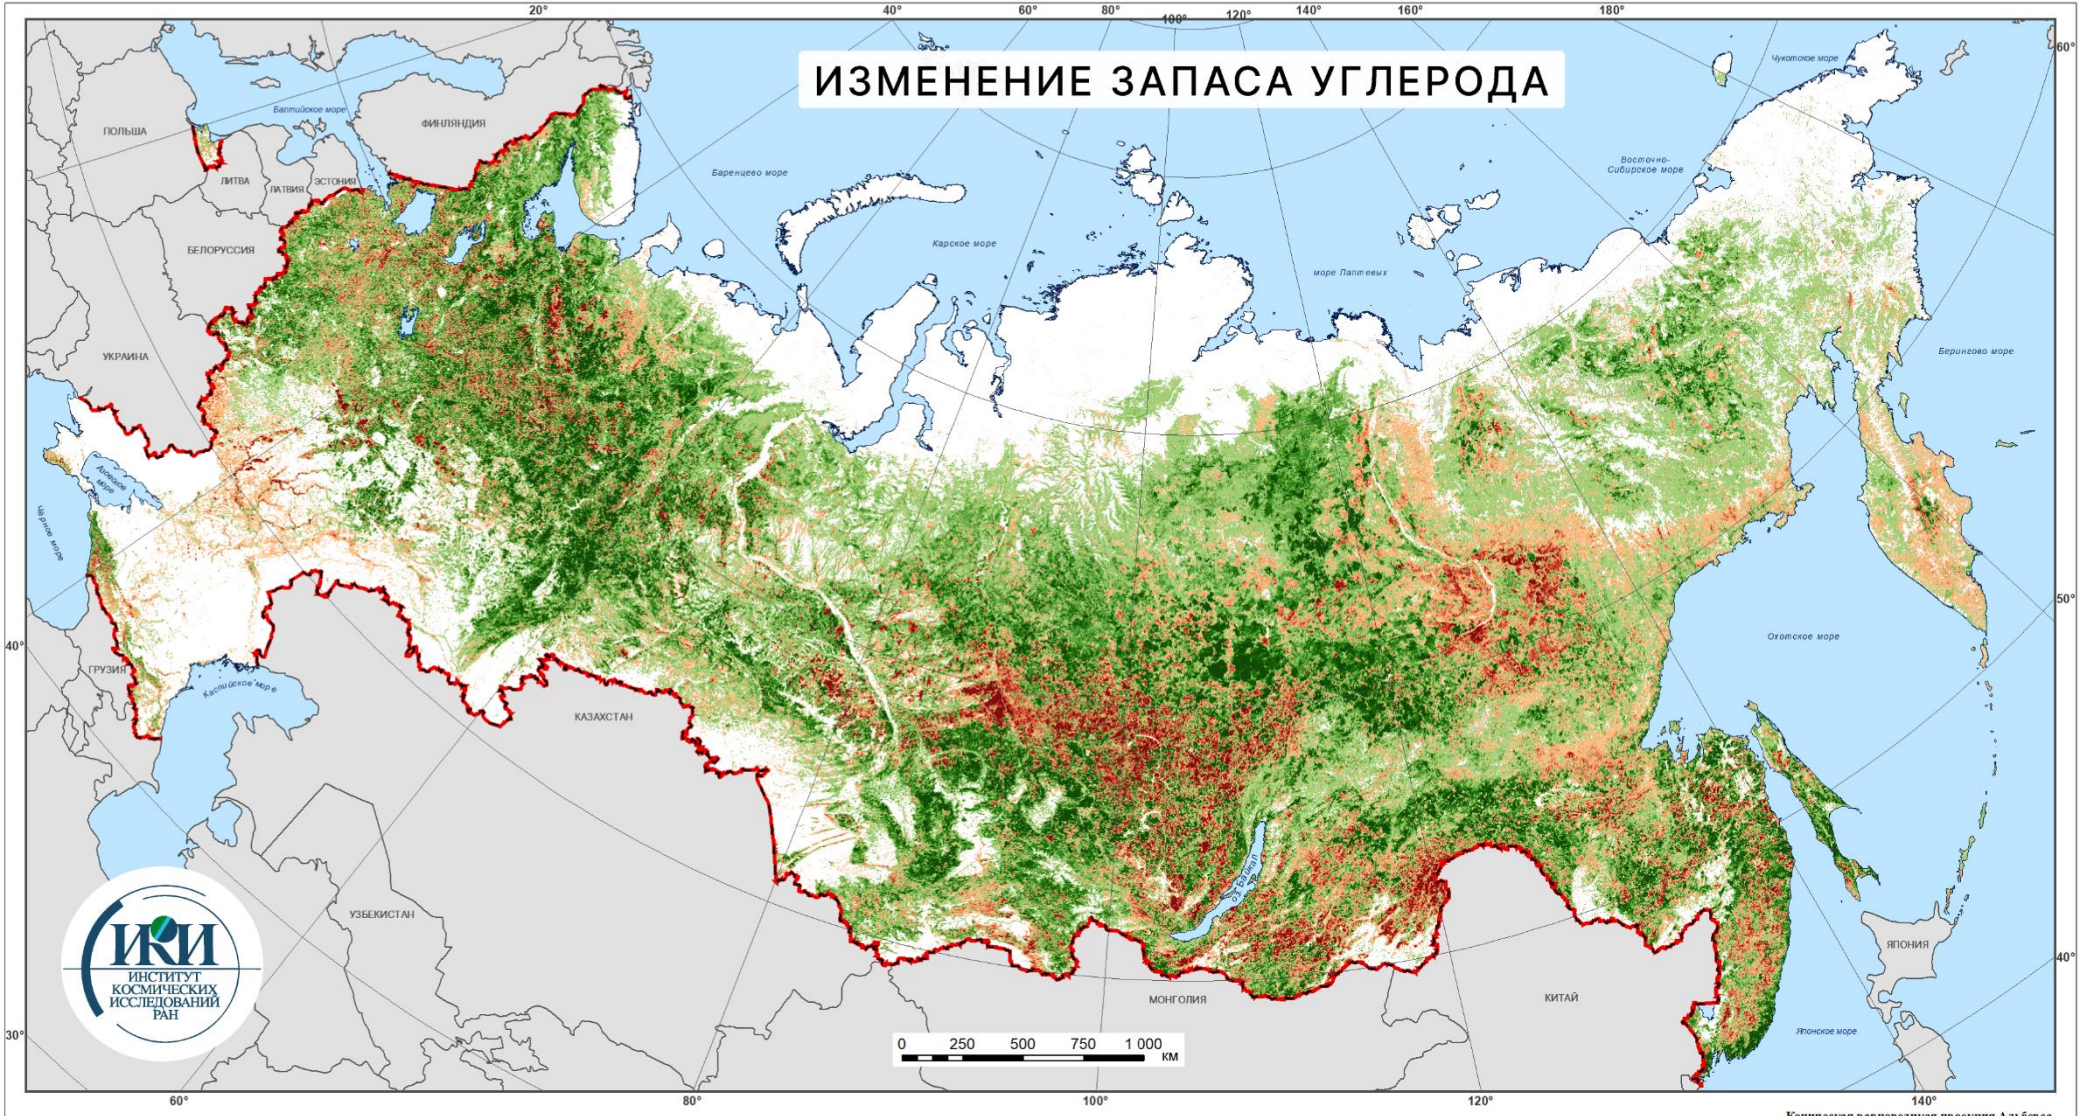 20°
40°
60°
80°
100°
120°
140°
160°
180°
60°
ИЗМЕНЕНИЕ ЗАПАСА УГЛЕРОДА
Чукотское море
Балтийское море
ПОЛЬША
ФИНЛЯНДИЯ
Баренцево море
Восточно-
Сибирское море
ЛИТВА
ЛАТВИЯ
ЭСТОНИЯ
БЕЛОРУССИЯ
Карское море
море Лаптевых
УКРАИНА
Берингово море
Азовское
море
Чёрное море
50°
Охотское море
40°
ГРУЗИЯ
Каспийское море
КАЗАХСТАН
оз. Байкал
УЗБЕКИСТАН
ЯПОНИЯ
40°
ИКИ
ИНСТИТУТ
КОСМИЧЕСКИХ
ИССЛЕДОВАНИЙ
РАН
МОНГОЛИЯ
КИТАЙ
Японское море
30°
0 250 500 750 1 000
КМ
60°
80°
100°
120°
140°